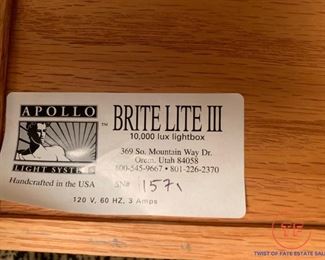 APOLLO
LIGHT SYSTEMS
™
BRITE LITE III
10,000 lux lightbox
369 So. Mountain Way Dr.
Orem, Utah 84058
800-545-9667 • 801-226-2370
Handcrafted in the USA
SN# 1571
120 V, 60 HZ, 3 Amps
TWIST OF FATE ESTATE SALES